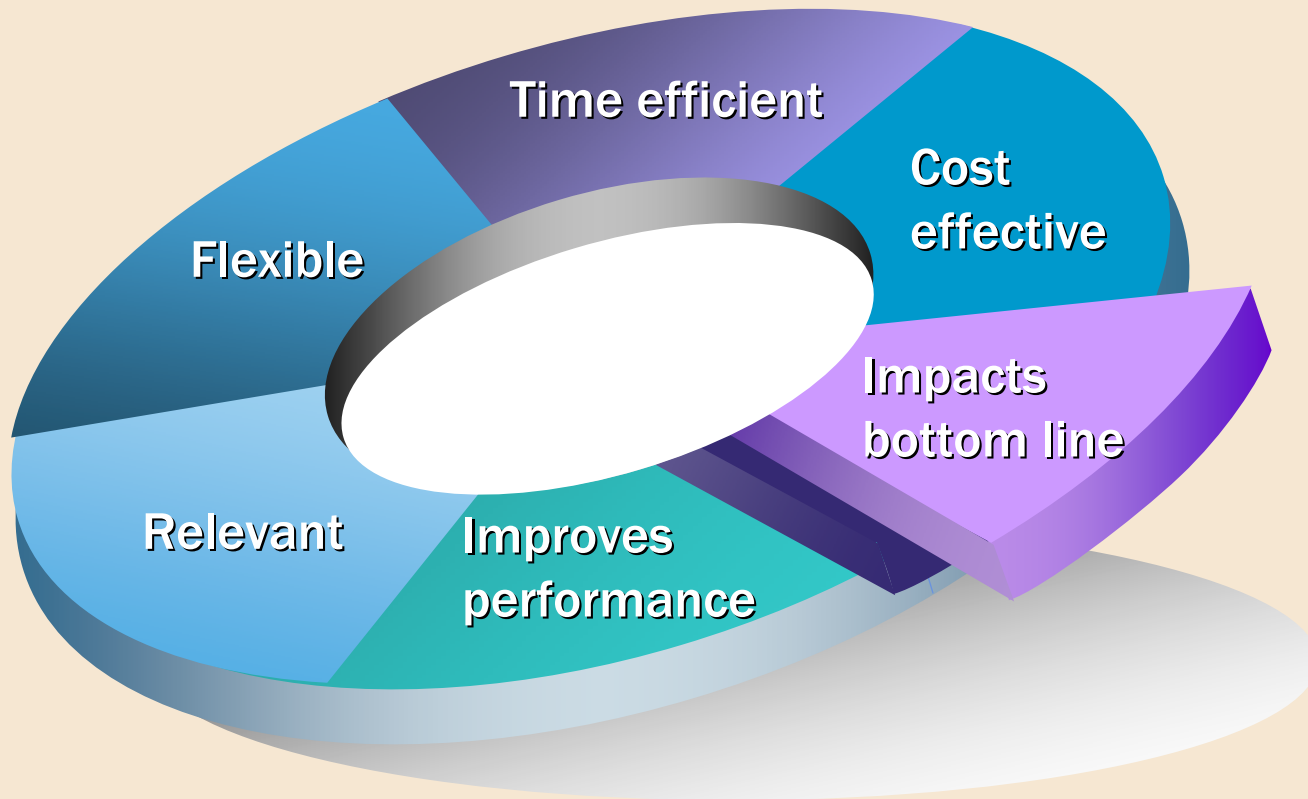 Time efficient
Cost
effective
Flexible
Impacts
bottom line
Relevant
Improves
performance